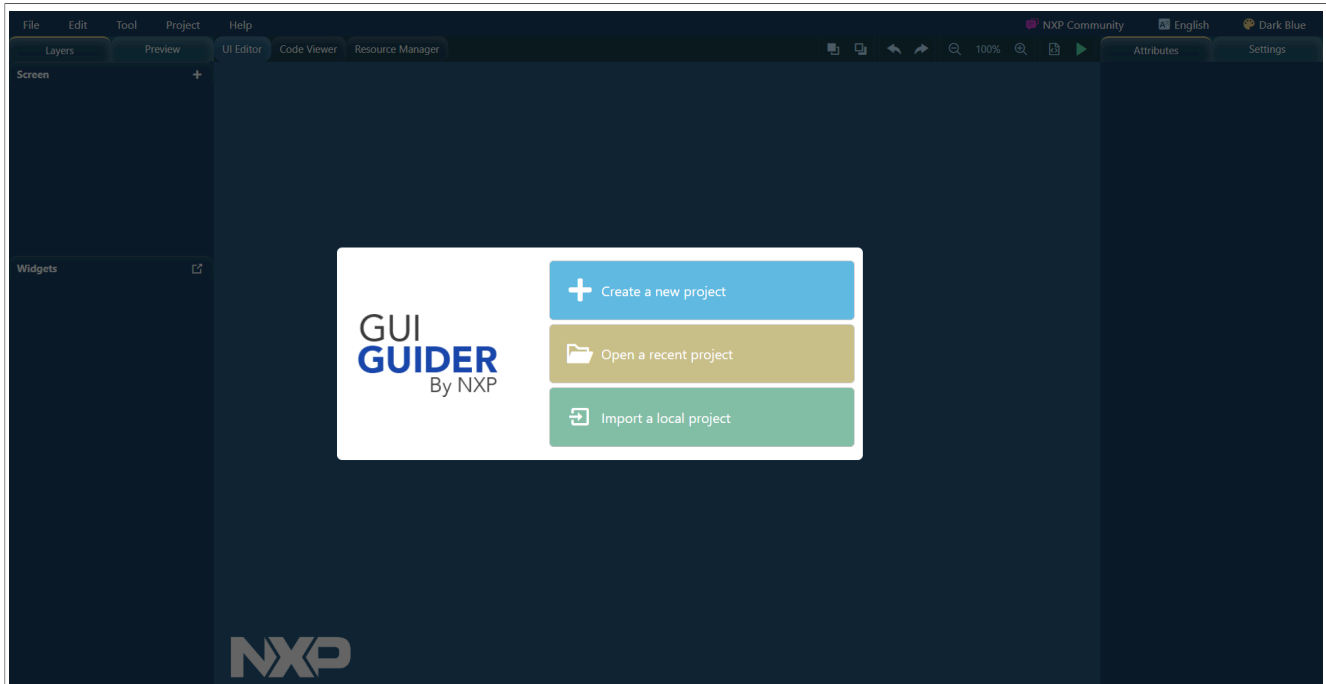 File Edit Tool Project Help NXP Community English Dark Blue
Layers Preview UI Editor Code Viewer Resource Manager 100% Attributes Settings
Screen
Widgets
GUI
GUIDER
By NXP
Create a new project
Open a recent project
Import a local project
NXP